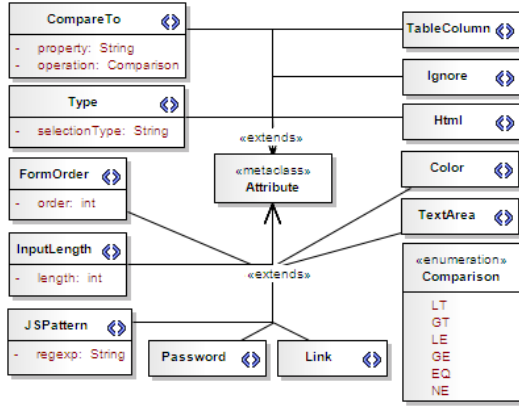 CompareTo
- property: String
- operation: Comparison
TableColumn
Ignore
Type
- selectionType: String
Html
«extends»
«metaclass»
Attribute
FormOrder
- order: int
Color
TextArea
InputLength
- length: int
«extends»
«enumeration»
Comparison
LT
GT
LE
GE
EQ
NE
JSPattern
- regexp: String
Password
Link